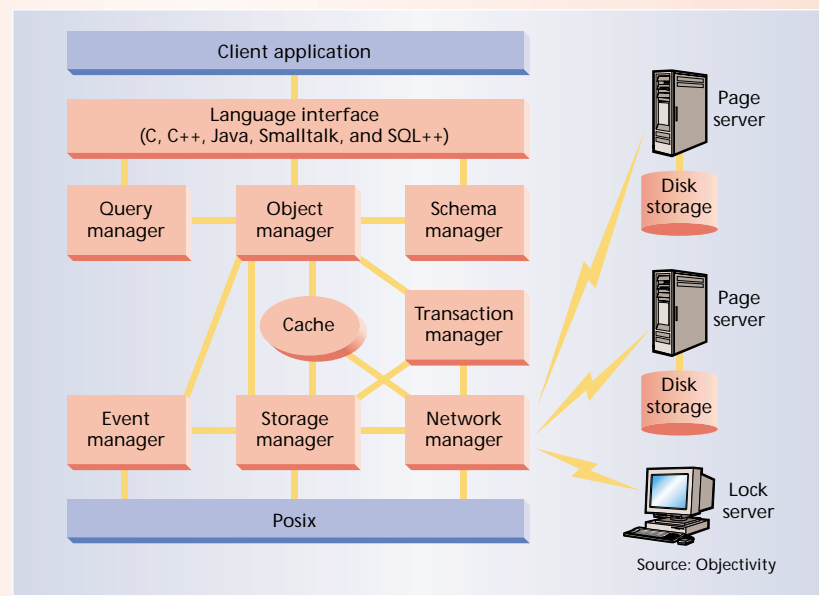 Client application
Language interface
(C, C++, Java, Smalltalk, and SQL++)
Query
manager
Object
manager
Schema
manager
Cache
Transaction
manager
Event
manager
Storage
manager
Network
manager
Posix
Page
server
Disk
storage
Page
server
Disk
storage
Lock
server
Source: Objectivity